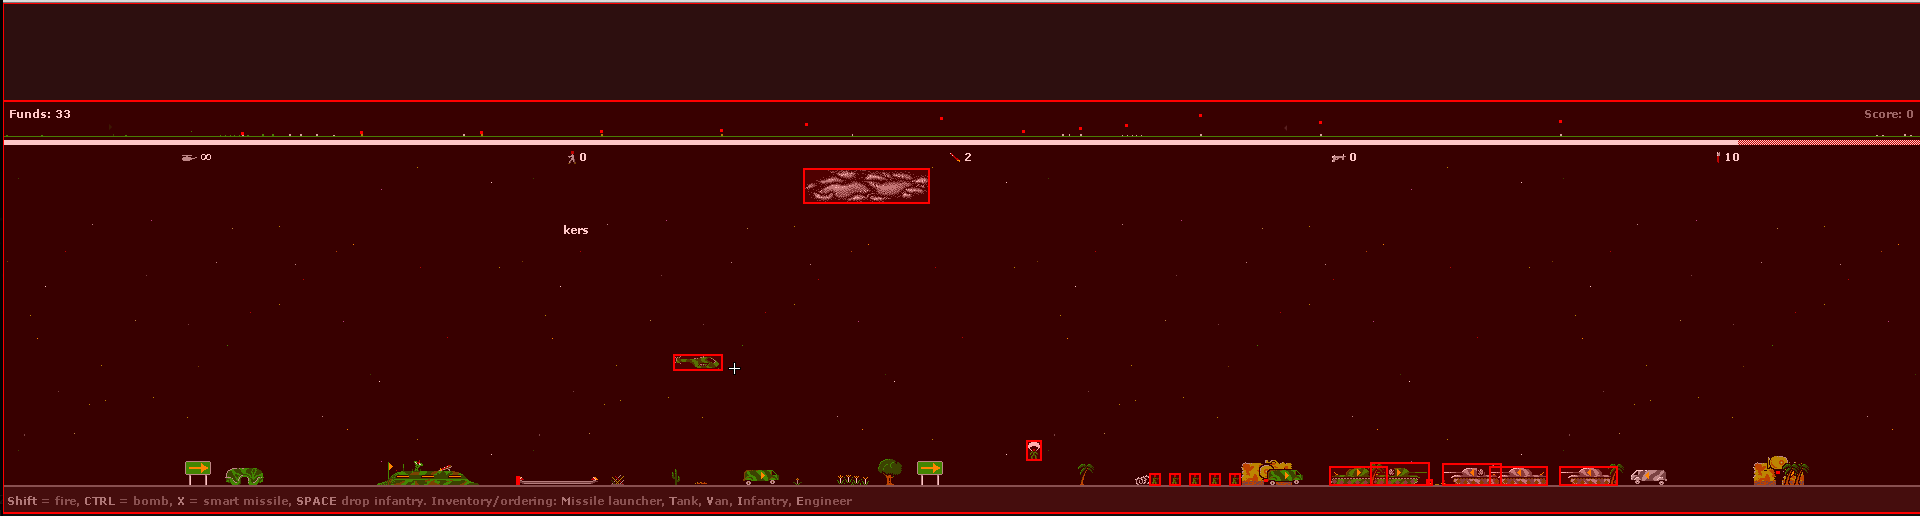 Funds: 33
Score: 0
∞ 0 2 0 10
kers
Shift = fire, CTRL = bomb, X = smart missile, SPACE drop infantry. Inventory/ordering: Missile launcher, Tank, Van, Infantry, Engineer